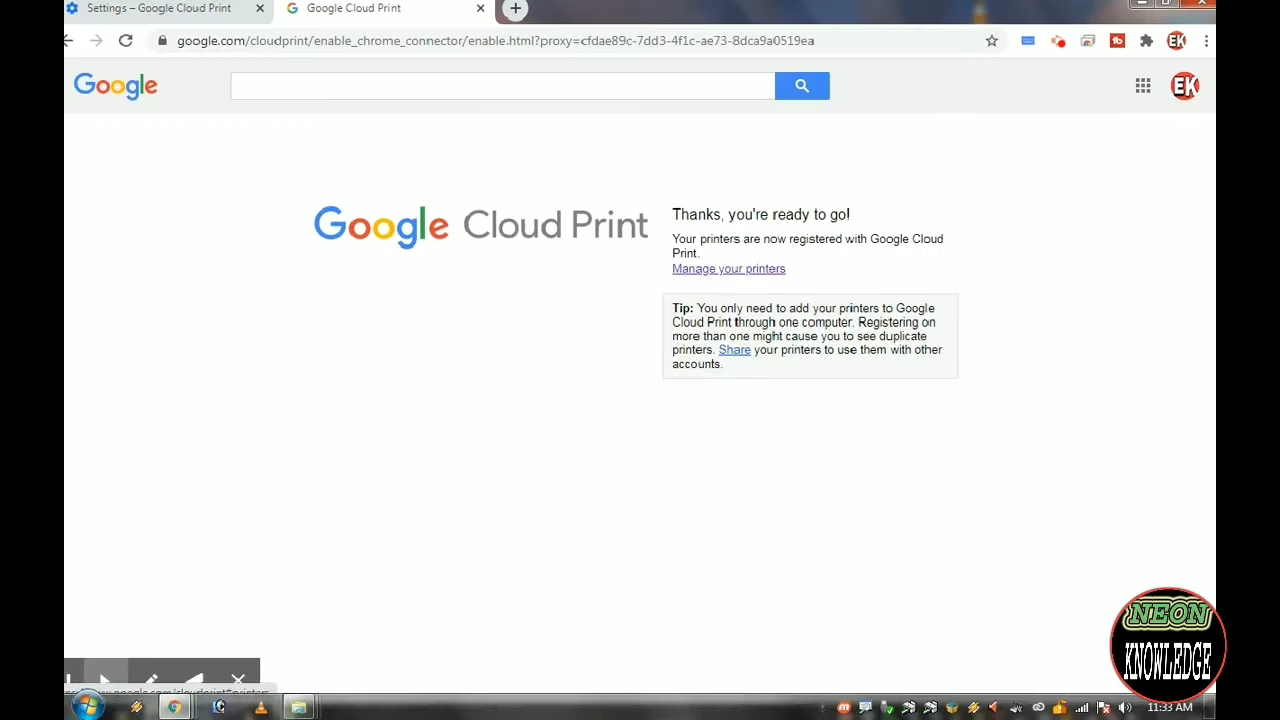 Settings – Google Cloud Print
Google Cloud Print
google.com/cloudprint/enable_chrome_connector/enable.html?proxy=cfdae89c-7dd3-4f1c-ae73-8dca9a0519ea
EK
Google
EK
Google Cloud Print
Thanks, you're ready to go!
Your printers are now registered with Google Cloud
Print.
Manage your printers
Tip: You only need to add your printers to Google
Cloud Print through one computer. Registering on
more than one might cause you to see duplicate
printers. Share your printers to use them with other
accounts.
NEON
KNOWLEDGE
11:33 AM